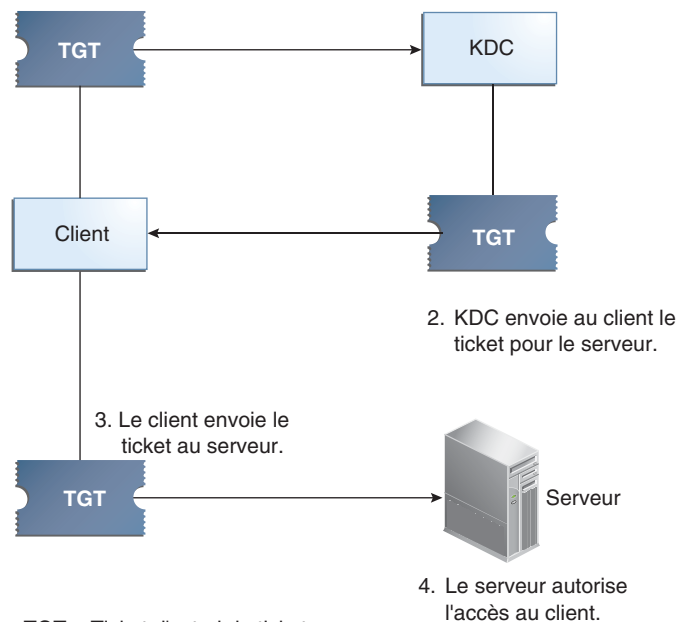 TGT
KDC
Client
TGT
2. KDC envoie au client le
ticket pour le serveur.
3. Le client envoie le
ticket au serveur.
TGT
Serveur
4. Le serveur autorise
l'accès au client.